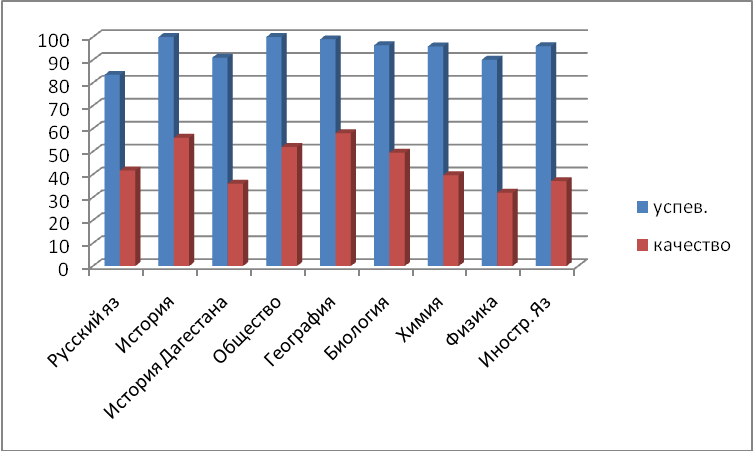 100
90
80
70
60
50
40
30
20
10
0
Русский яз
История
История Дагестана
Общество
География
Биология
Химия
Физика
Иностр. Яз
успев.
качество